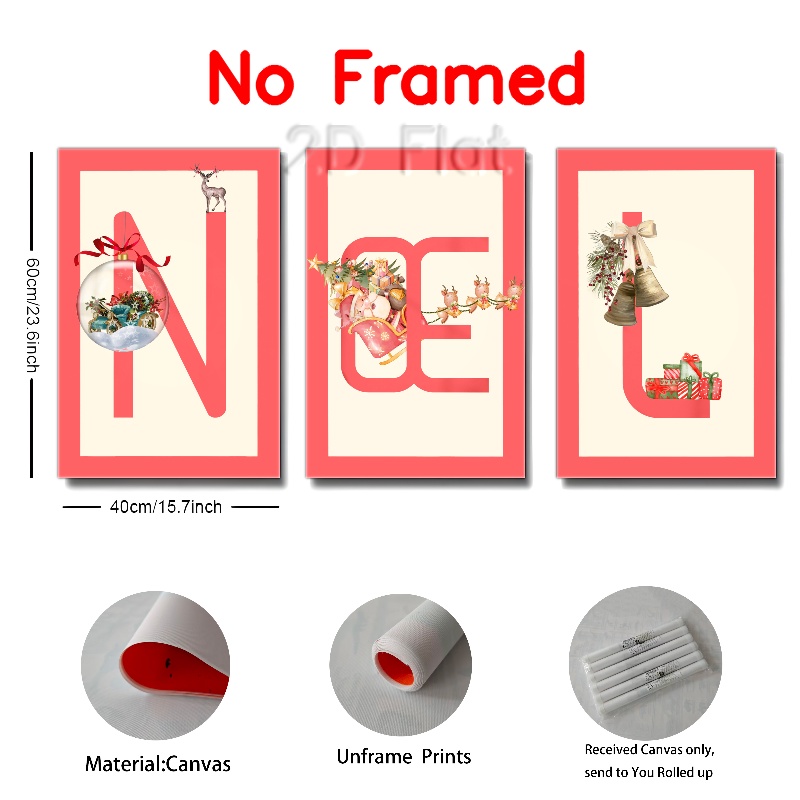 No Framed
2D Flat.
60cm/23.6inch
N
Œ
L
40cm/15.7inch
Material:Canvas
Unframe Prints
Received Canvas only,
send to You Rolled up